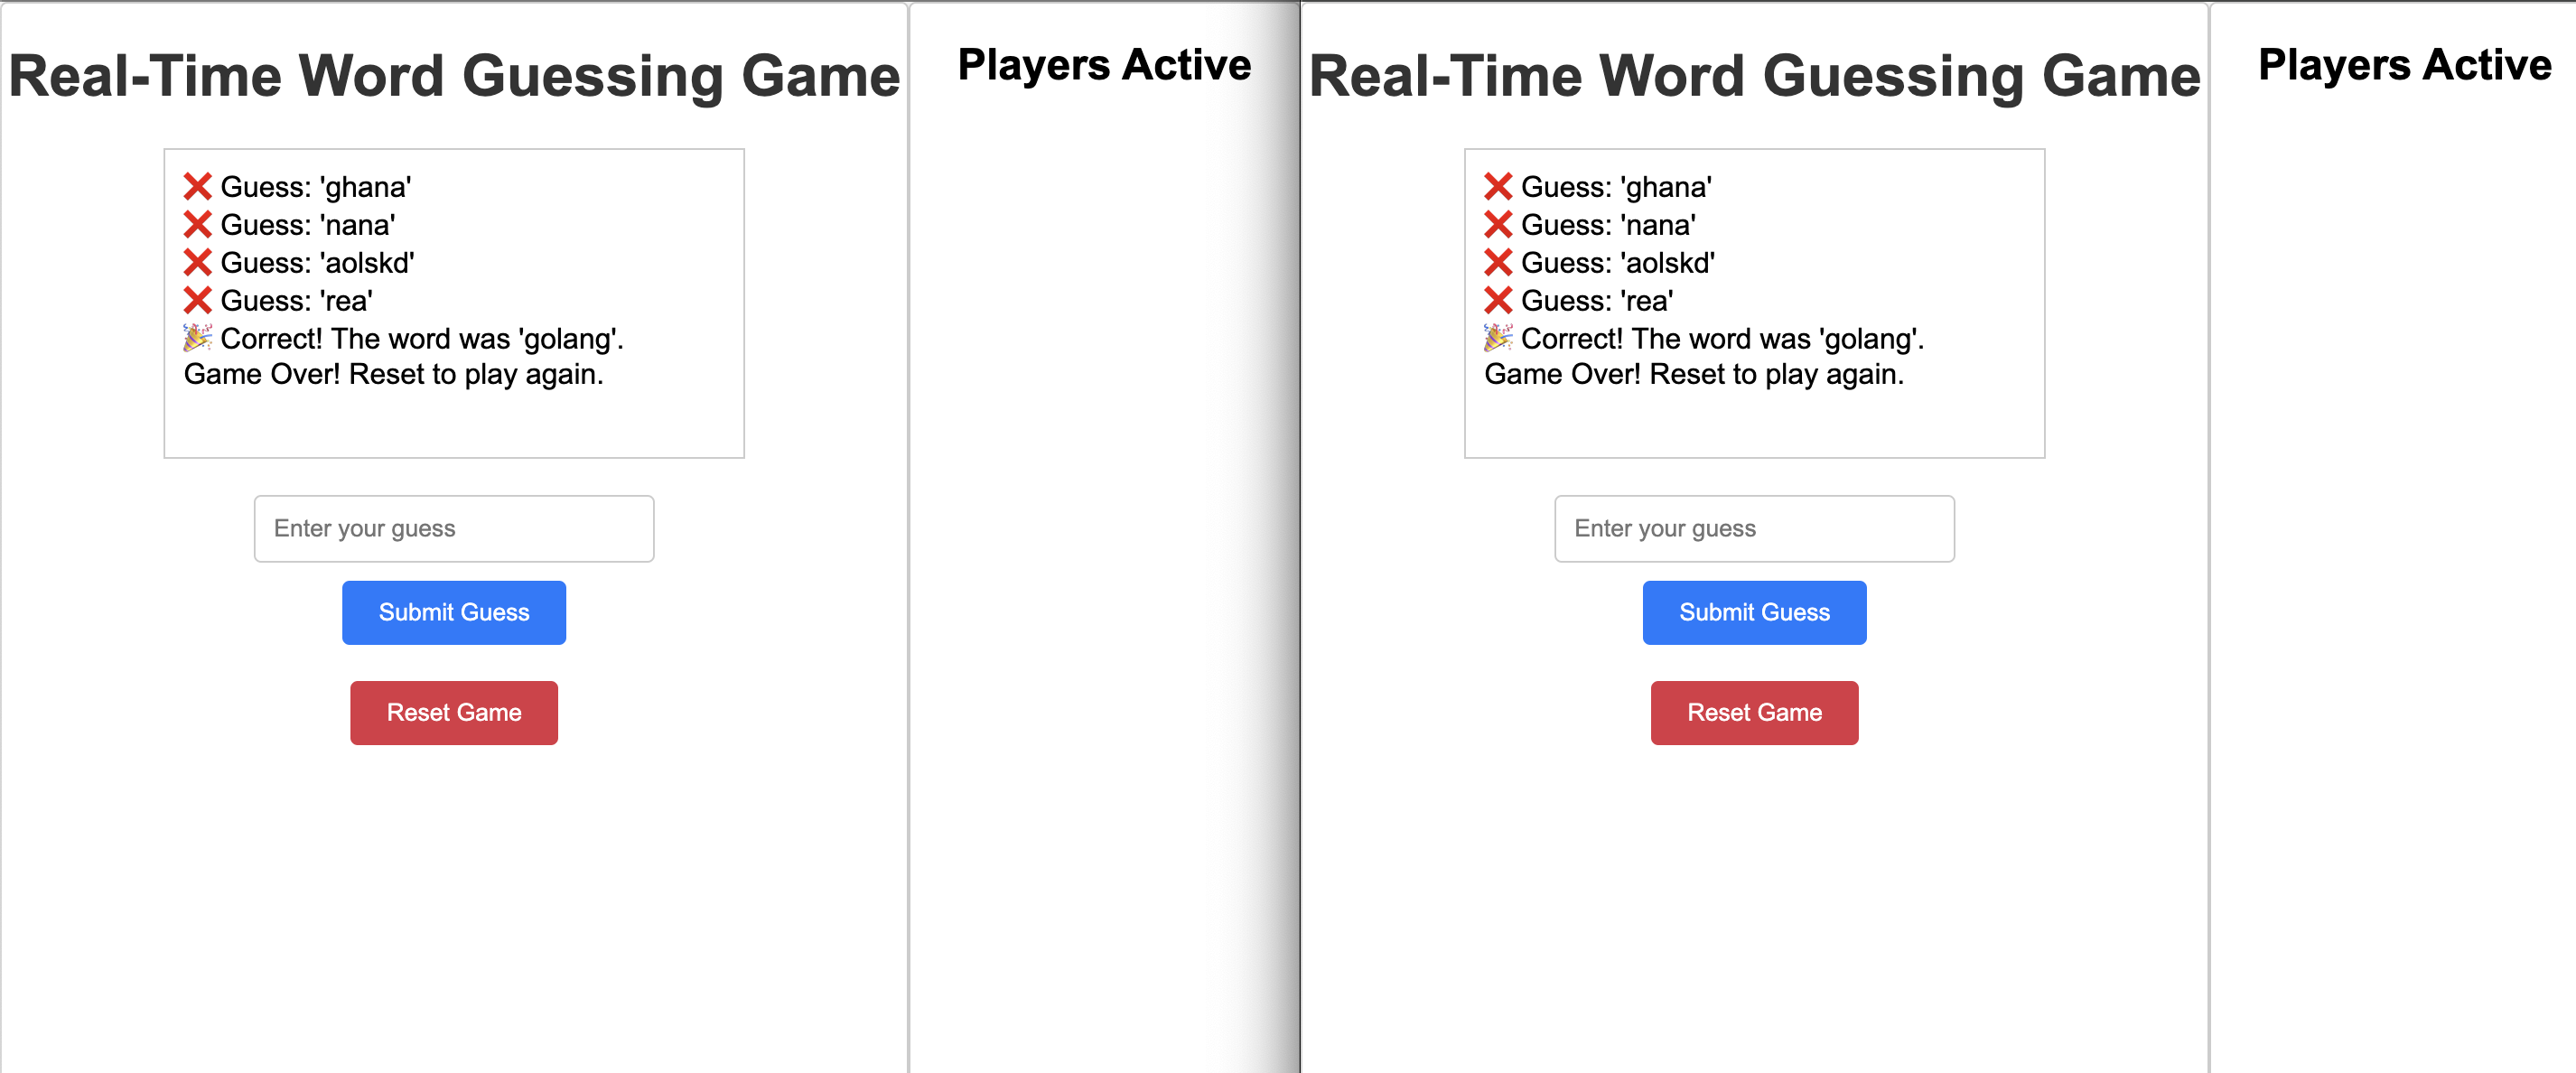 Real-Time Word Guessing Game
❌ Guess: 'ghana'
❌ Guess: 'nana'
❌ Guess: 'aolskd'
❌ Guess: 'rea'
🎉 Correct! The word was 'golang'.
Game Over! Reset to play again.
Enter your guess
Submit Guess
Reset Game
Players Active
Real-Time Word Guessing Game
❌ Guess: 'ghana'
❌ Guess: 'nana'
❌ Guess: 'aolskd'
❌ Guess: 'rea'
🎉 Correct! The word was 'golang'.
Game Over! Reset to play again.
Enter your guess
Submit Guess
Reset Game
Players Active